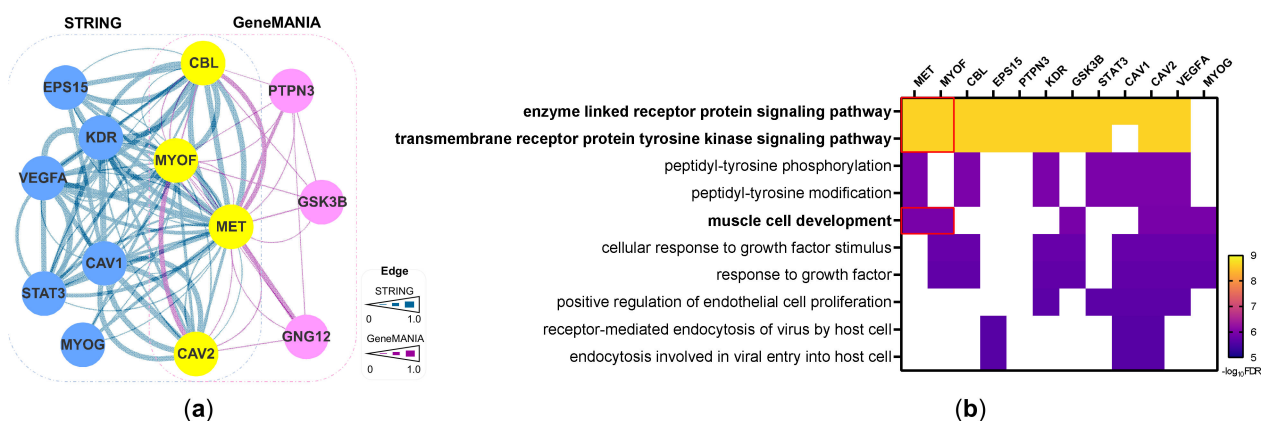 STRING
GeneMANIA
CBL
EPS15
PTPN3
KDR
MYOF
VEGFA
GSK3B
MET
CAV1
STAT3
MYOG
CAV2
GNG12
Edge
STRING
0 1.0
GeneMANIA
0 1.0
(a)
MET MYOF CBL EPS15 PTPN3 KDR GSK3B STAT3 CAV1 CAV2 VEGFA MYOG
enzyme linked receptor protein signaling pathway
transmembrane receptor protein tyrosine kinase signaling pathway
peptidyl-tyrosine phosphorylation
peptidyl-tyrosine modification
muscle cell development
cellular response to growth factor stimulus
response to growth factor
positive regulation of endothelial cell proliferation
receptor-mediated endocytosis of virus by host cell
endocytosis involved in viral entry into host cell
9
8
7
6
5
-log10FDR
(b)